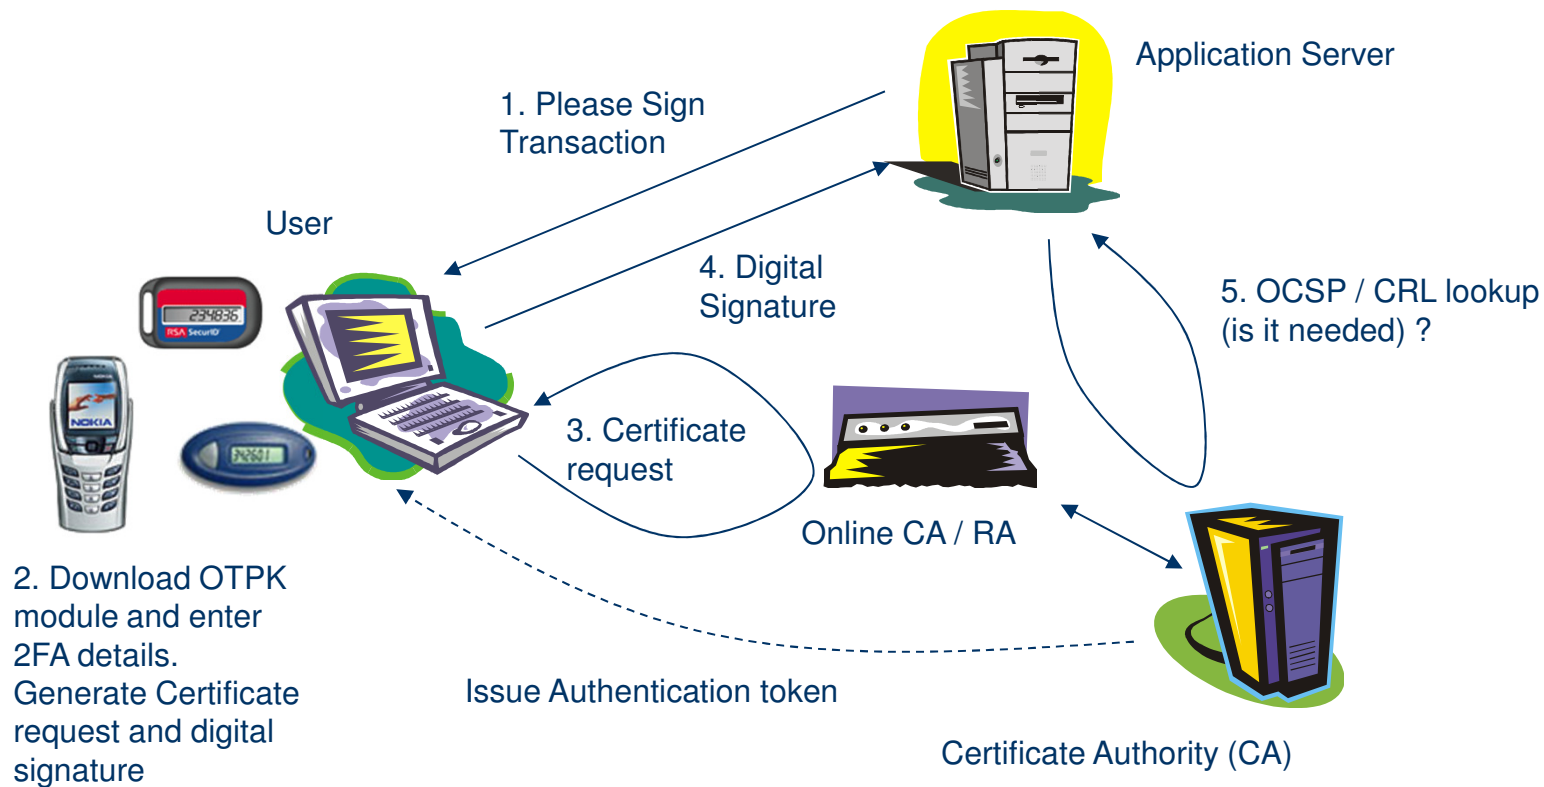 Application Server
1. Please Sign
Transaction
User
4. Digital
Signature
5. OCSP / CRL lookup
(is it needed) ?
234836
RSA SecurID
NOKIA
NOKIA
342601
3. Certificate
request
Online CA / RA
2. Download OTPK
module and enter
2FA details.
Generate Certificate
request and digital
signature
Issue Authentication token
Certificate Authority (CA)